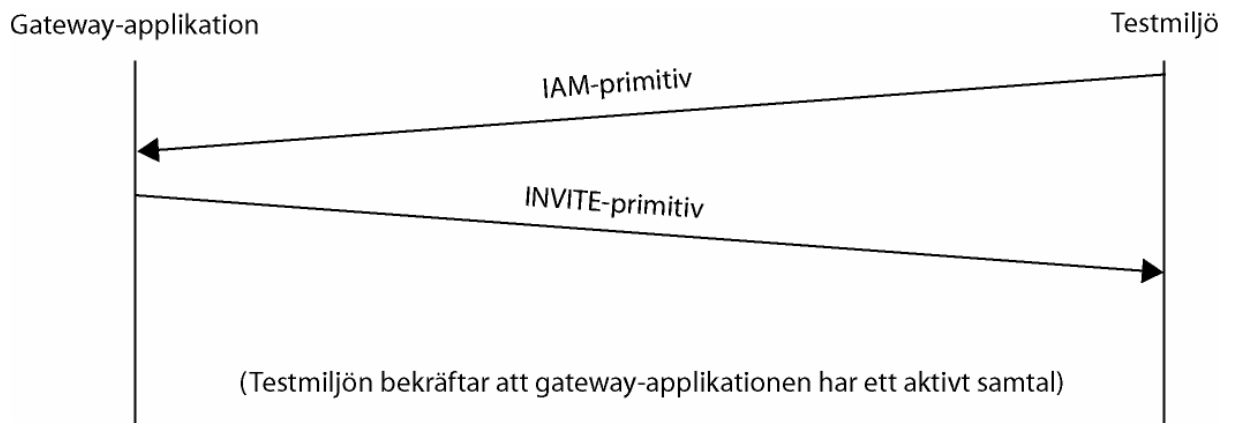 Gateway-applikation
Testmiljö
IAM-primitiv
INVITE-primitiv
(Testmiljön bekräftar att gateway-applikationen har ett aktivt samtal)